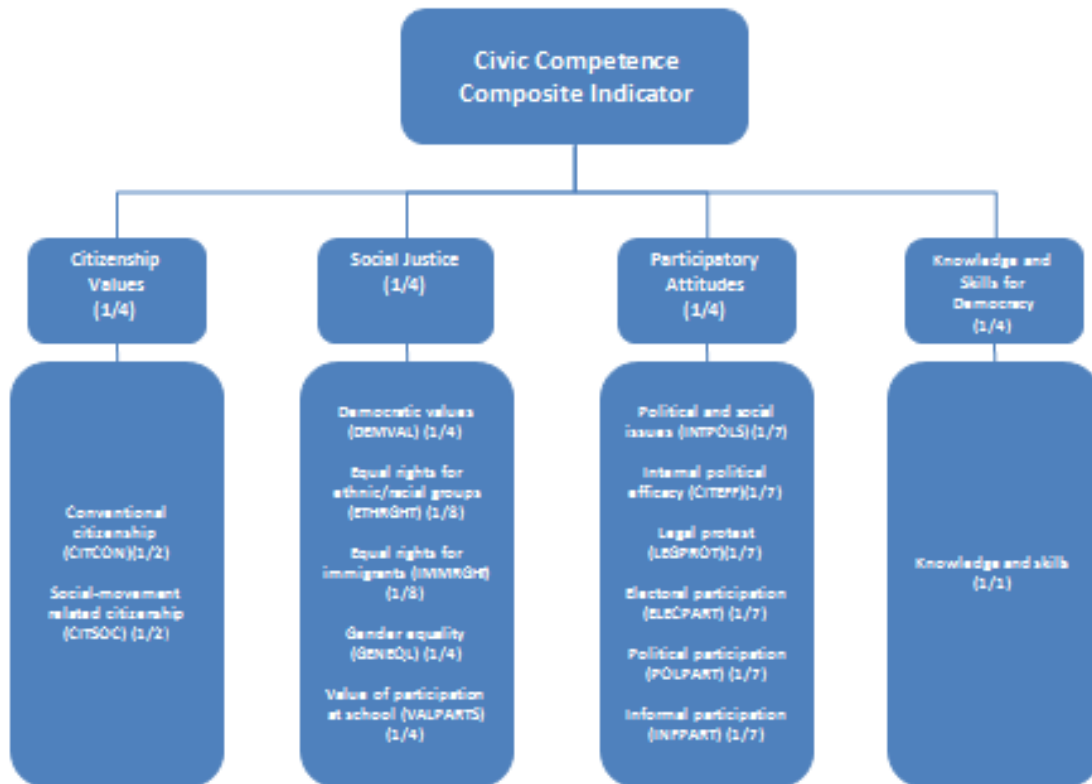 Civic Competence
Composite Indicator
Citizenship
Values
(1/4)
Social Justice
(1/4)
Participatory
Attitudes
(1/4)
Knowledge and
Skills for
Democracy
(1/4)
Conventional
citizenship
(CITCON)(1/2)
Social-movement
related citizenship
(CITSOC) (1/2)
Democratic values
(DEMVAL) (1/4)
Equal rights for
ethnic/racial groups
(ETHRGHT) (1/8)
Equal rights for
immigrants (IMMRGH)
(1/8)
Gender equality
(GENEQL) (1/4)
Value of participation
at school (VALPARTS)
(1/4)
Political and social
issues (INTPOLS)(1/7)
Internal political
efficacy (CITEFF)(1/7)
Legal protest
(LEGPROT)(1/7)
Electoral participation
(ELECPART) (1/7)
Political participation
(POLPART) (1/7)
Informal participation
(INFPART) (1/7)
Knowledge and skills
(1/1)